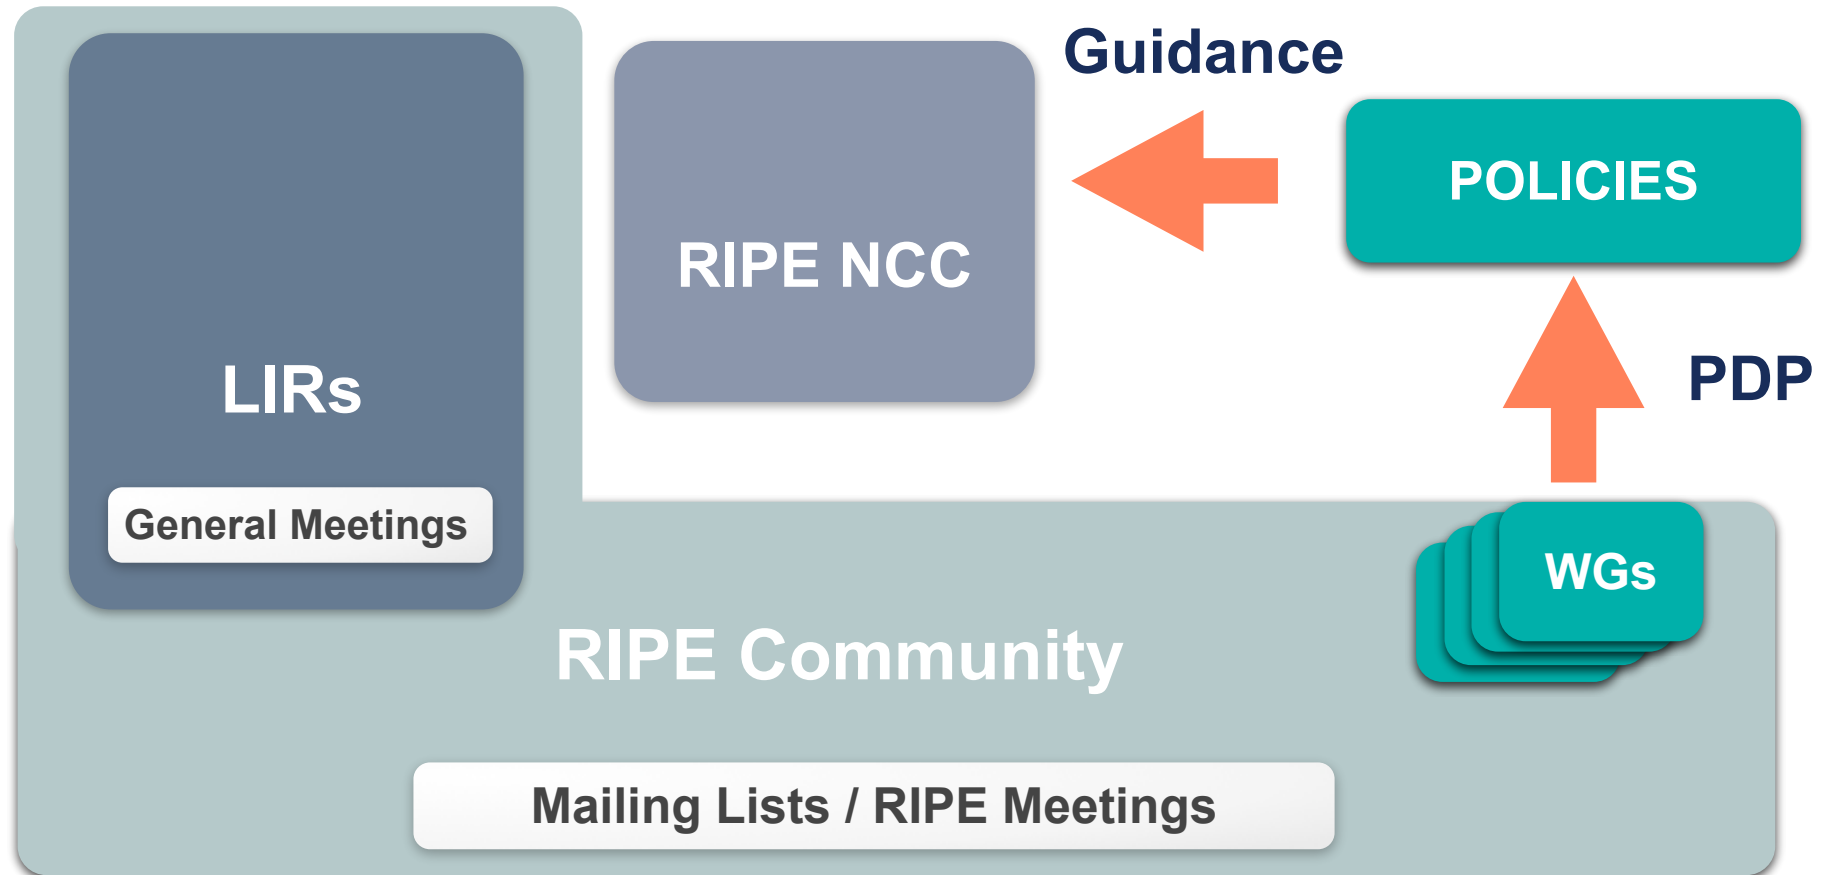 Guidance
POLICIES
RIPE NCC
PDP
LIRs
General Meetings
WGs
RIPE Community
Mailing Lists / RIPE Meetings